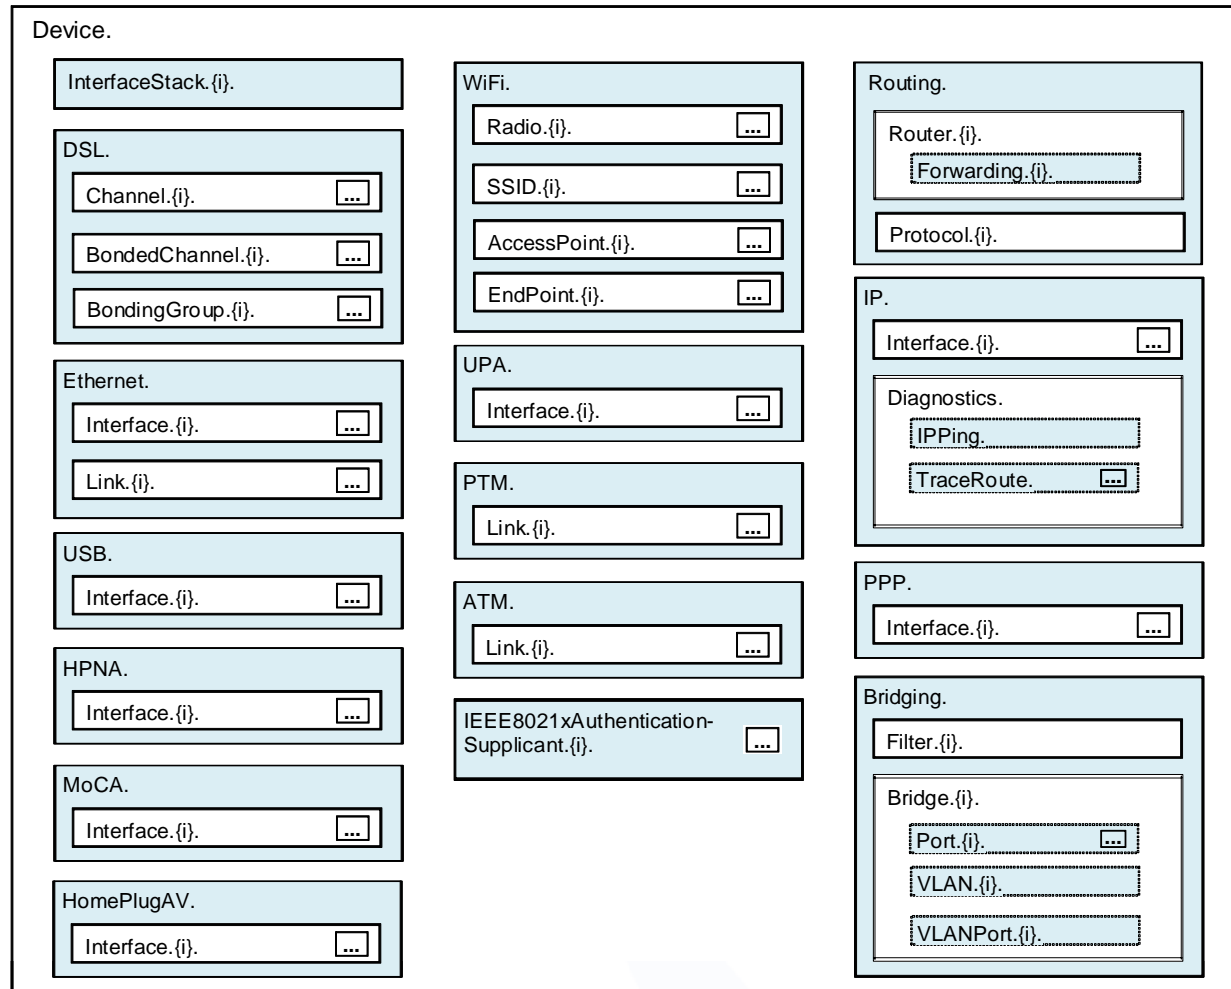 Device.
InterfaceStack.{i}.
DSL.
Channel.{i}.
...
BondedChannel.{i}.
...
BondingGroup.{i}.
...
Ethernet.
Interface.{i}.
...
Link.{i}.
...
USB.
Interface.{i}.
...
HPNA.
Interface.{i}.
...
MoCA.
Interface.{i}.
...
HomePlugAV.
Interface.{i}.
...
WiFi.
Radio.{i}.
...
SSID.{i}.
...
AccessPoint.{i}.
...
EndPoint.{i}.
...
UPA.
Interface.{i}.
...
PTM.
Link.{i}.
...
ATM.
Link.{i}.
...
IEEE8021xAuthentication-
Supplicant.{i}.
...
Routing.
Router.{i}.
Forwarding.{i}.
Protocol.{i}.
IP.
Interface.{i}.
...
Diagnostics.
IPPing.
TraceRoute.
...
PPP.
Interface.{i}.
...
Bridging.
Filter.{i}.
Bridge.{i}.
Port.{i}.
...
VLAN.{i}.
VLANPort.{i}.